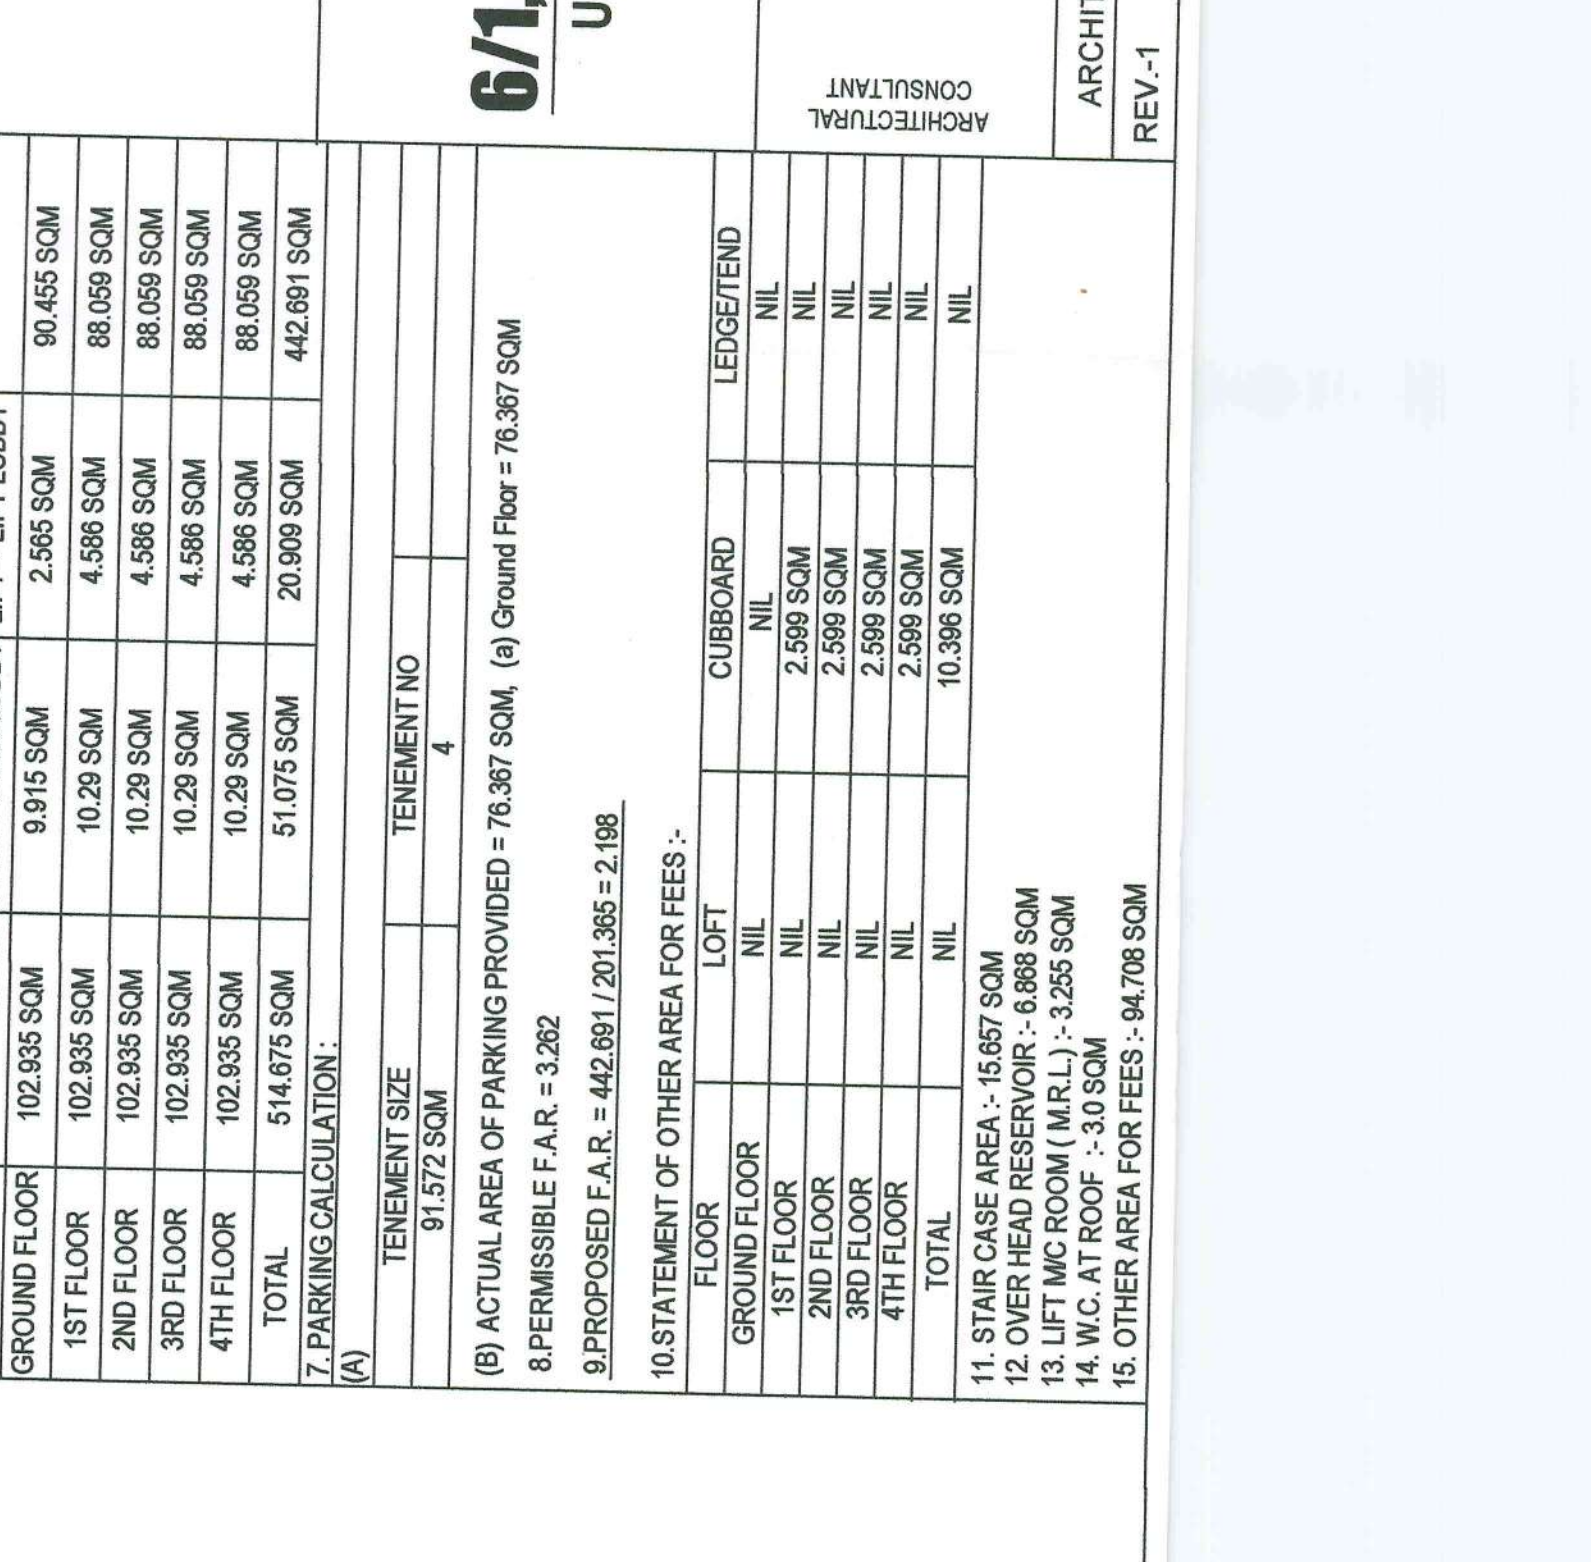 GROUND FLOOR 102.935 SQM 9.915 SQM 2.565 SQM 90.455 SQM
1ST FLOOR 102.935 SQM 10.29 SQM 4.586 SQM 88.059 SQM
2ND FLOOR 102.935 SQM 10.29 SQM 4.586 SQM 88.059 SQM
3RD FLOOR 102.935 SQM 10.29 SQM 4.586 SQM 88.059 SQM
4TH FLOOR 102.935 SQM 10.29 SQM 4.586 SQM 88.059 SQM
TOTAL 514.675 SQM 51.075 SQM 20.909 SQM 442.691 SQM
7. PARKING CALCULATION :
(A)
TENEMENT SIZE TENEMENT NO
91.572 SQM 4
(B) ACTUAL AREA OF PARKING PROVIDED = 76.367 SQM, (a) Ground Floor = 76.367 SQM
8.PERMISSIBLE F.A.R. = 3.262
9.PROPOSED F.A.R. = 442.691 / 201.365 = 2.198
10.STATEMENT OF OTHER AREA FOR FEES :-
FLOOR LOFT CUBBOARD LEDGE/TEND
GROUND FLOOR NIL NIL NIL
1ST FLOOR NIL 2.599 SQM NIL
2ND FLOOR NIL 2.599 SQM NIL
3RD FLOOR NIL 2.599 SQM NIL
4TH FLOOR NIL 2.599 SQM NIL
TOTAL NIL 10.396 SQM NIL
11. STAIR CASE AREA :- 15.657 SQM
12. OVER HEAD RESERVOIR :- 6.868 SQM
13. LIFT M/C ROOM ( M.R.L.) :- 3.255 SQM
14. W.C. AT ROOF :- 3.0 SQM
15. OTHER AREA FOR FEES :- 94.708 SQM
6/1,
U
ARCHITECTURAL
CONSULTANT
ARCHIT
REV.-1